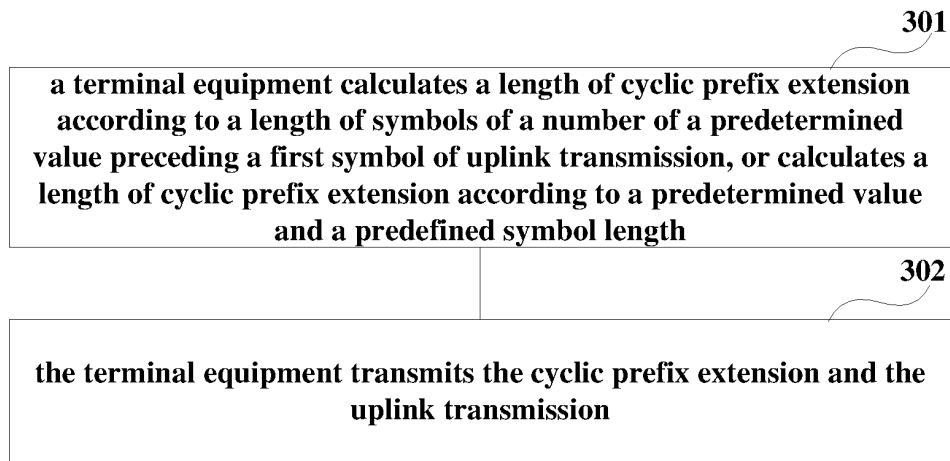 301
a terminal equipment calculates a length of cyclic prefix extension
according to a length of symbols of a number of a predetermined
value preceding a first symbol of uplink transmission, or calculates a
length of cyclic prefix extension according to a predetermined value
and a predefined symbol length
302
the terminal equipment transmits the cyclic prefix extension and the
uplink transmission